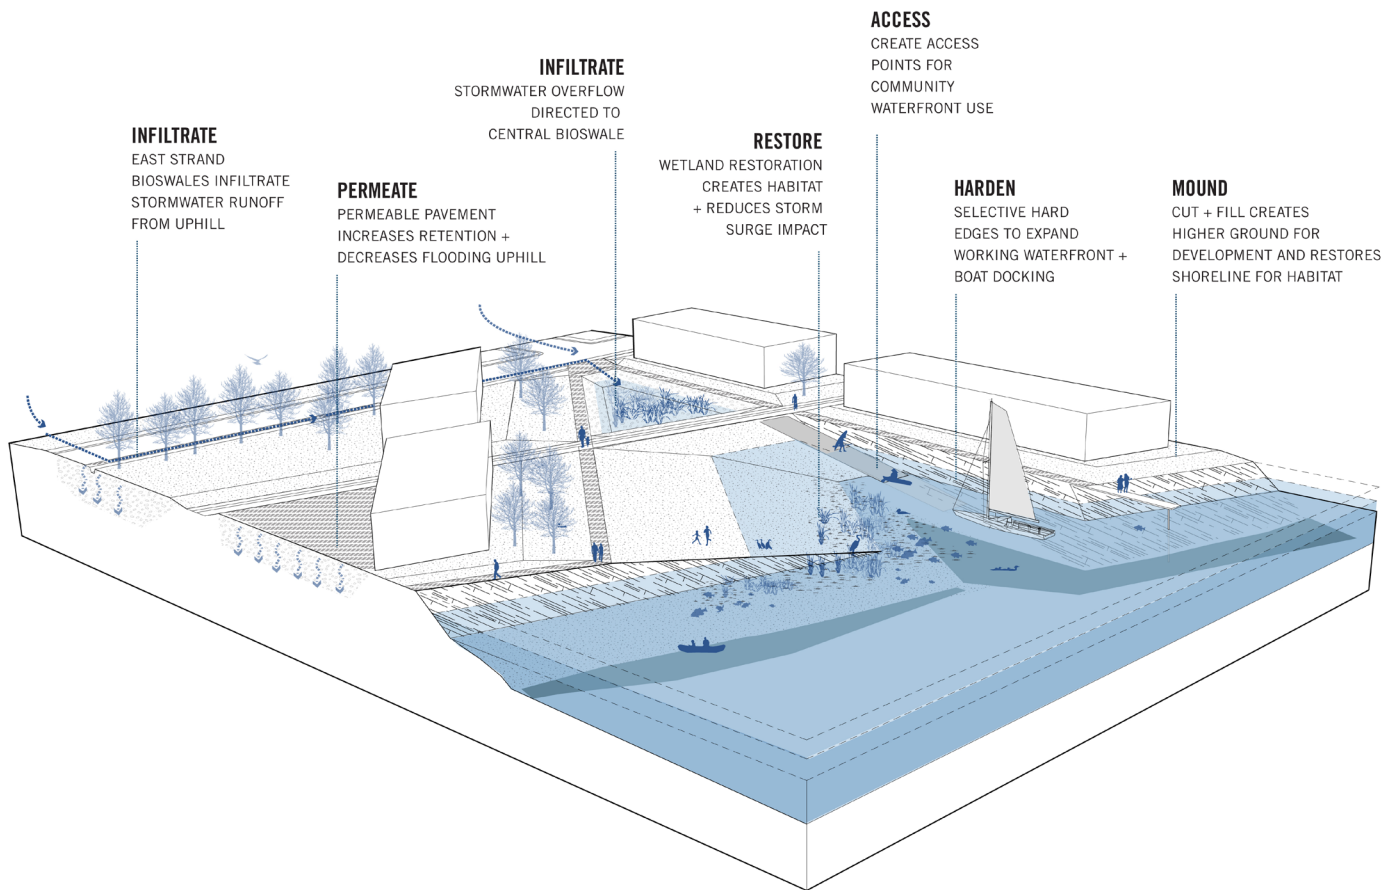 INFILTRATE
EAST STRAND
BIOSWALES INFILTRATE
STORMWATER RUNOFF
FROM UPHILL
PERMEATE
PERMEABLE PAVEMENT
INCREASES RETENTION +
DECREASES FLOODING UPHILL
INFILTRATE
STORMWATER OVERFLOW
DIRECTED TO
CENTRAL BIOSWALE
RESTORE
WETLAND RESTORATION
CREATES HABITAT
+ REDUCES STORM
SURGE IMPACT
ACCESS
CREATE ACCESS
POINTS FOR
COMMUNITY
WATERFRONT USE
HARDEN
SELECTIVE HARD
EDGES TO EXPAND
WORKING WATERFRONT +
BOAT DOCKING
MOUND
CUT + FILL CREATES
HIGHER GROUND FOR
DEVELOPMENT AND RESTORES
SHORELINE FOR HABITAT